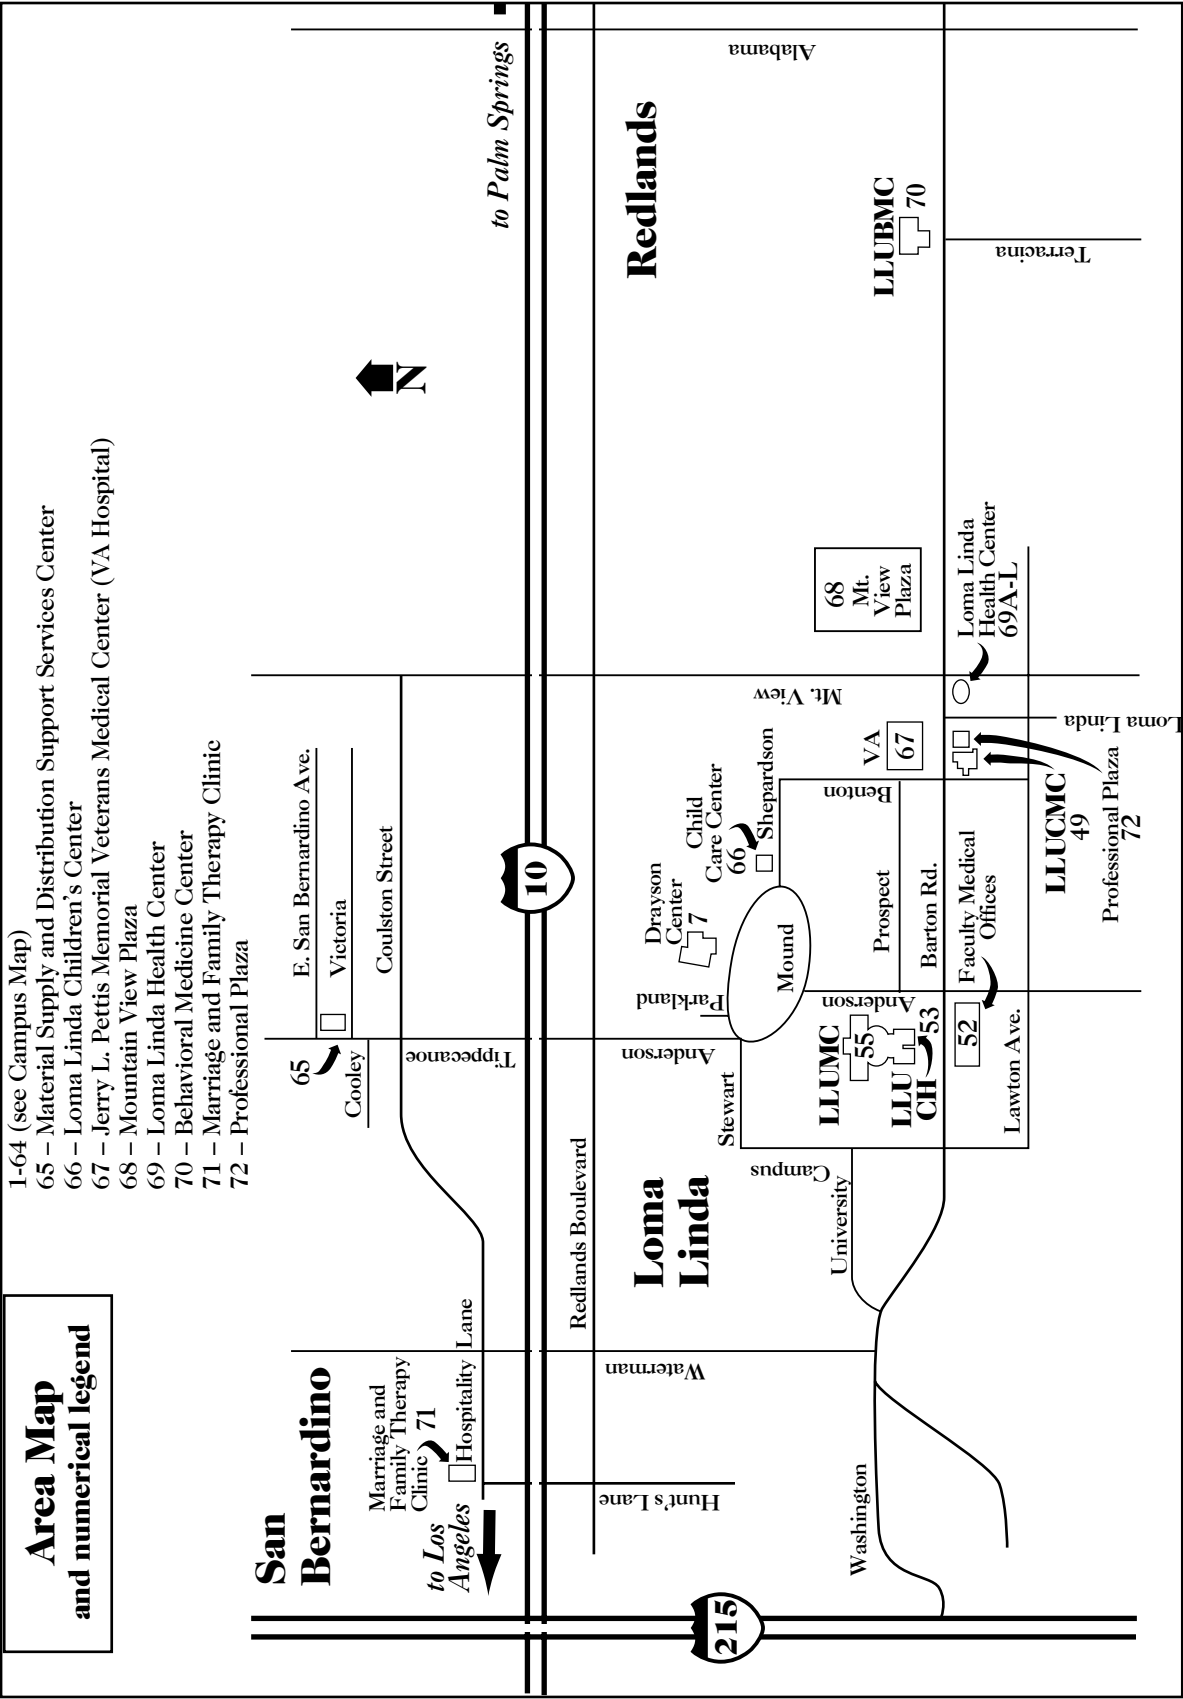 Area Map
and numerical legend
1-64 (see Campus Map)
65 – Material Supply and Distribution Support Services Center
66 – Loma Linda Children's Center
67 – Jerry L. Pettis Memorial Veterans Medical Center (VA Hospital)
68 – Mountain View Plaza
69 – Loma Linda Health Center
70 – Behavioral Medicine Center
71 – Marriage and Family Therapy Clinic
72 – Professional Plaza
San
Bernardino
E. San Bernardino Ave.
Victoria
65
Cooley
Coulston Street
Tippecanoe
N
Marriage and
Family Therapy
Clinic 71
Hospitality Lane
to Los
Angeles
to Palm Springs
10
Redlands Boulevard
Hunt's Lane
Waterman
Anderson
Mt. View
Alabama
Loma
Linda
Redlands
215
Stewart
Campus
University
Washington
Parkland
Drayson
Center
7
Child
Care Center
66
Shepardson
Mound
Anderson
Benton
Prospect
Barton Rd.
VA
67
68
Mt.
View
Plaza
LLUBMC
70
Terracina
LLUMC
55
LLU
CH
53
52
Faculty Medical
Offices
Lawton Ave.
LLUCMC
49
Professional Plaza
72
Loma Linda
Loma Linda
Health Center
69A-L